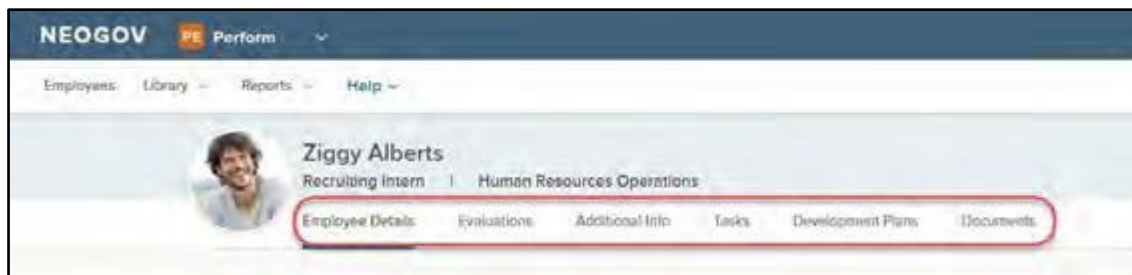 NEOGOV PE Perform
Employees Library Reports Help
Ziggy Alberts
Recruiting Intern | Human Resources Operations
Employee Details Evaluations Additional Info Tasks Development Plans Documents